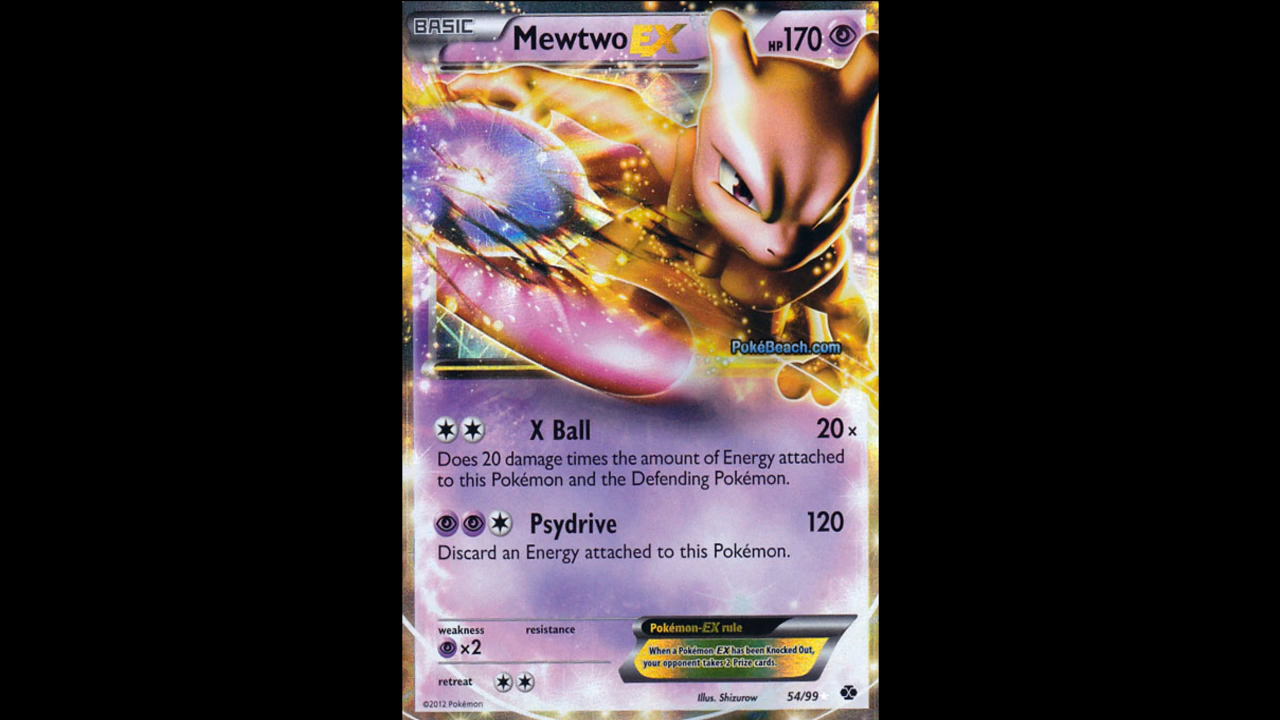 BASIC
Mewtwo EX
HP 170
PokéBeach.com
X Ball 20x
Does 20 damage times the amount of Energy attached
to this Pokémon and the Defending Pokémon.
Psydrive 120
Discard an Energy attached to this Pokémon.
weakness resistance
×2
Pokémon-EX rule
When a Pokémon EX has been Knocked Out,
your opponent takes 2 Prize cards.
retreat
Illus. Shizurow 54/99
©2012 Pokémon